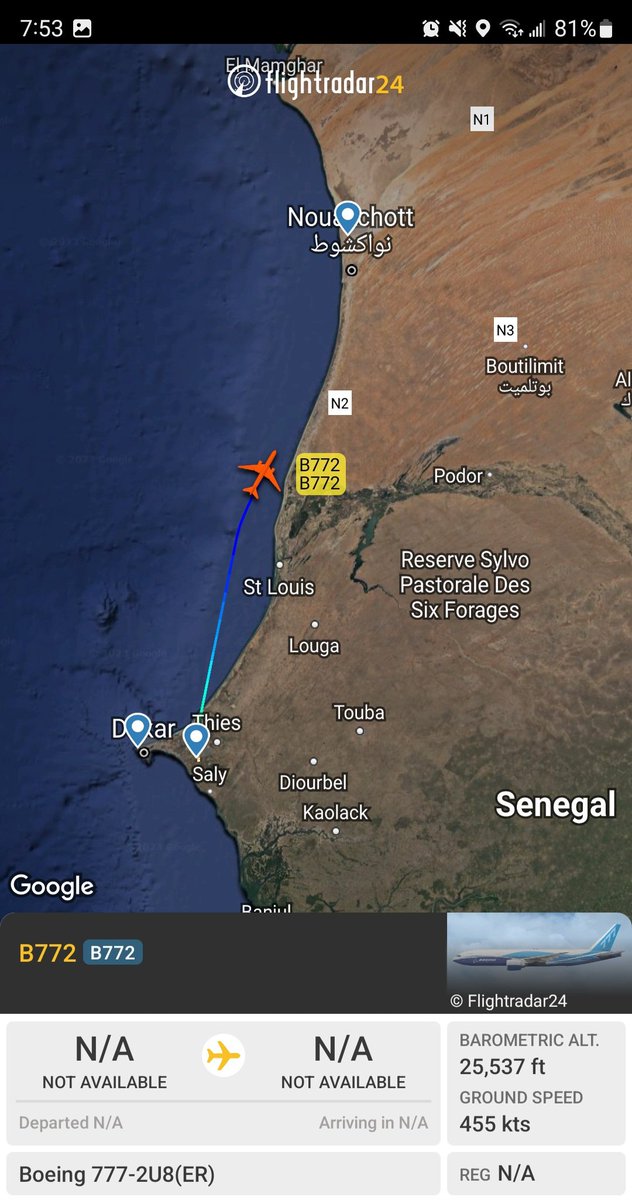 7:53
81%
El Mamghar
flightradar24
N1
Nouakchott
نواكشوط
N3
Boutilimit
بوتلميت
Al
N2
B772
B772
Podor
Reserve Sylvo
Pastorale Des
Six Forages
St Louis
Louga
Touba
Dakar
Thies
Saly
Diourbel
Kaolack
Senegal
Google
Banjul
B772 B772
© Flightradar24
N/A
NOT AVAILABLE
N/A
NOT AVAILABLE
Departed N/A
Arriving in N/A
BAROMETRIC ALT.
25,537 ft
GROUND SPEED
455 kts
Boeing 777-2U8(ER)
REG N/A